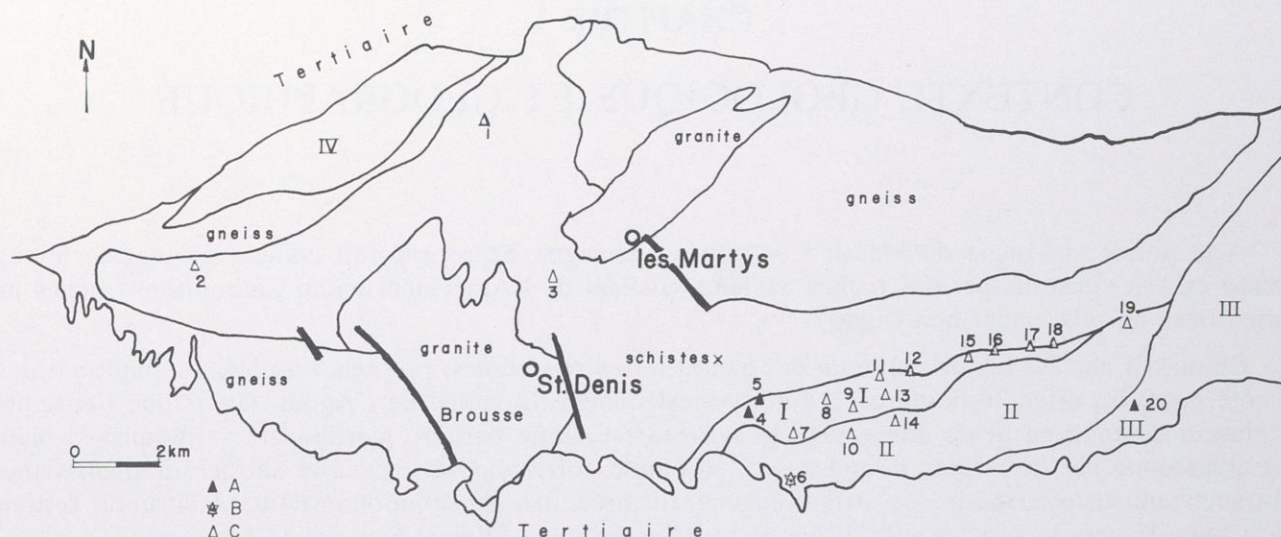 N
Tertiaire
IV
1
granite
gneiss
gneiss
2
les Martys
3
19
III
granite
schistes x
15 16 17 18
gneiss
St. Denis
11 12
5
9 I 13
II
Brousse
4 I 8
20
7 14
III
10 II
0 2km
6
A
B
C
Tertiaire